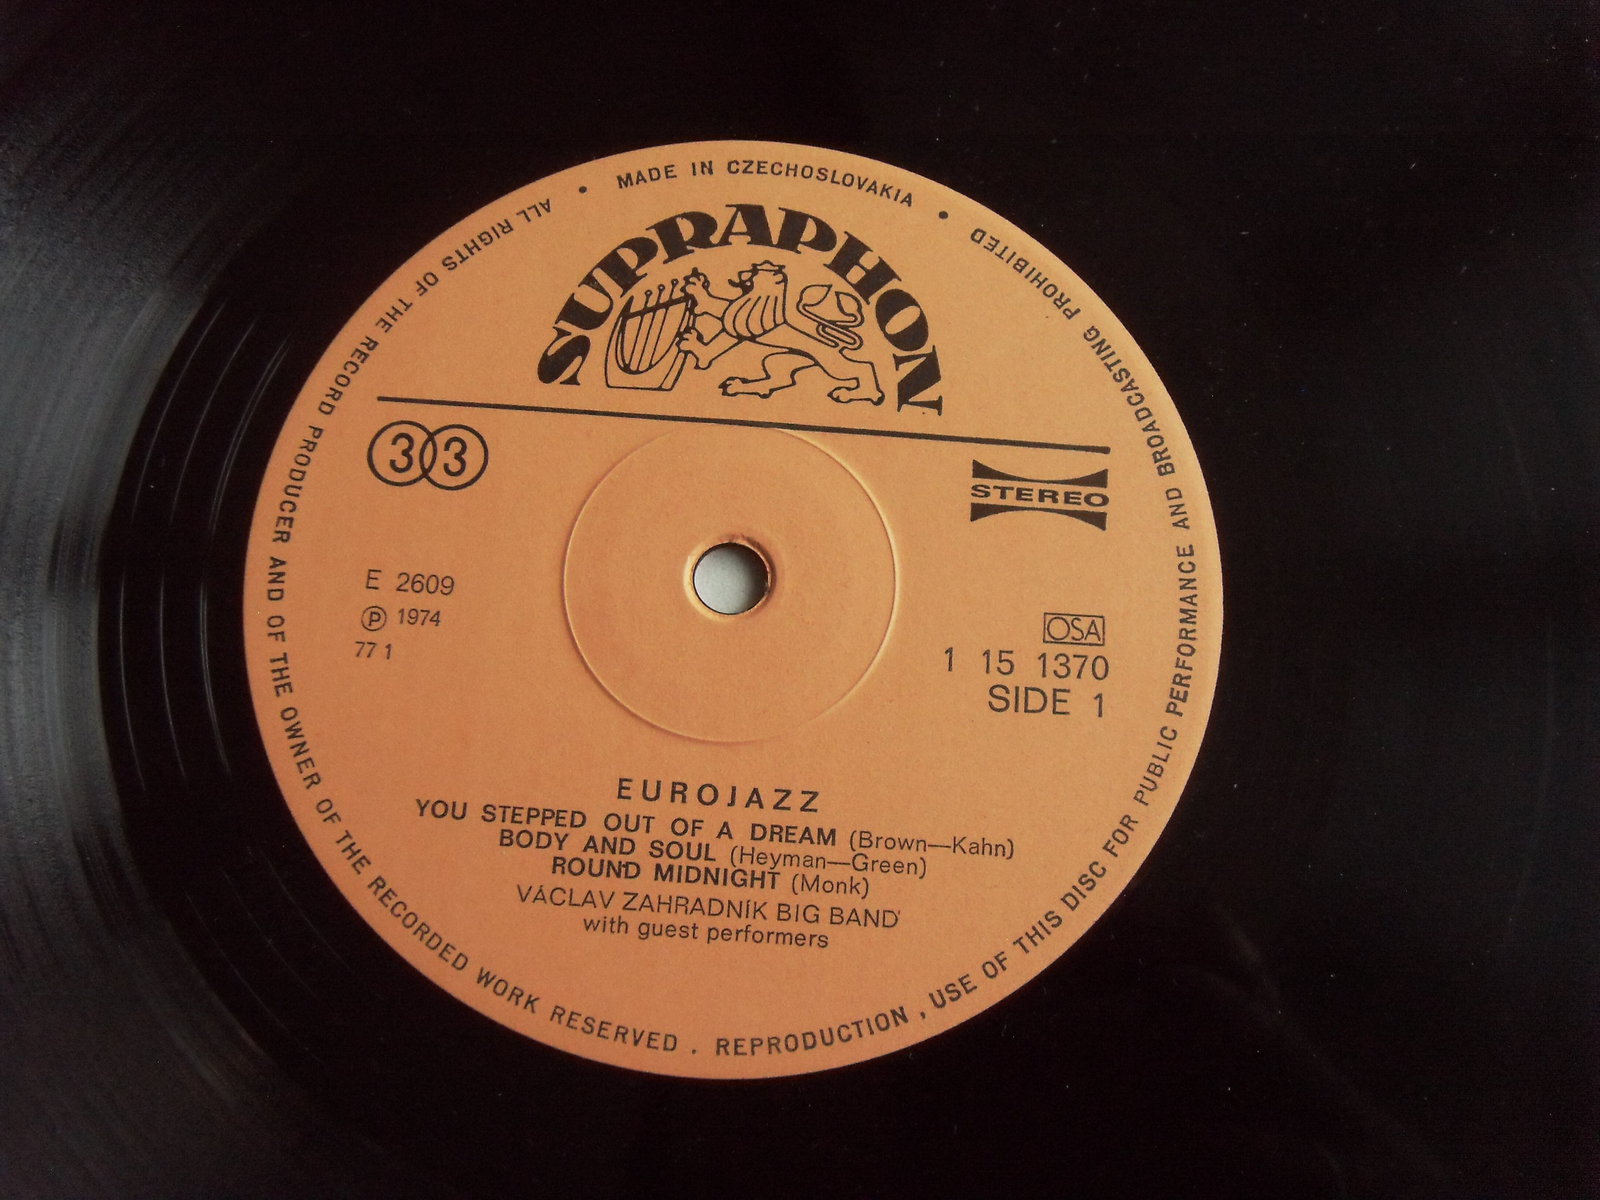 ALL RIGHTS OF THE RECORD PRODUCER AND OF THE OWNER OF THE RECORDED WORK RESERVED . REPRODUCTION , USE OF THIS DISC FOR PUBLIC PERFORMANCE AND BROADCASTING PROHIBITED
• MADE IN CZECHOSLOVAKIA •
SUPRAPHON
33
STEREO
E 2609
Ⓟ 1974
77 1
OSA
1 15 1370
SIDE 1
EUROJAZZ
YOU STEPPED OUT OF A DREAM (Brown—Kahn)
BODY AND SOUL (Heyman—Green)
ROUND MIDNIGHT (Monk)
VÁCLAV ZAHRADNÍK BIG BAND
with guest performers